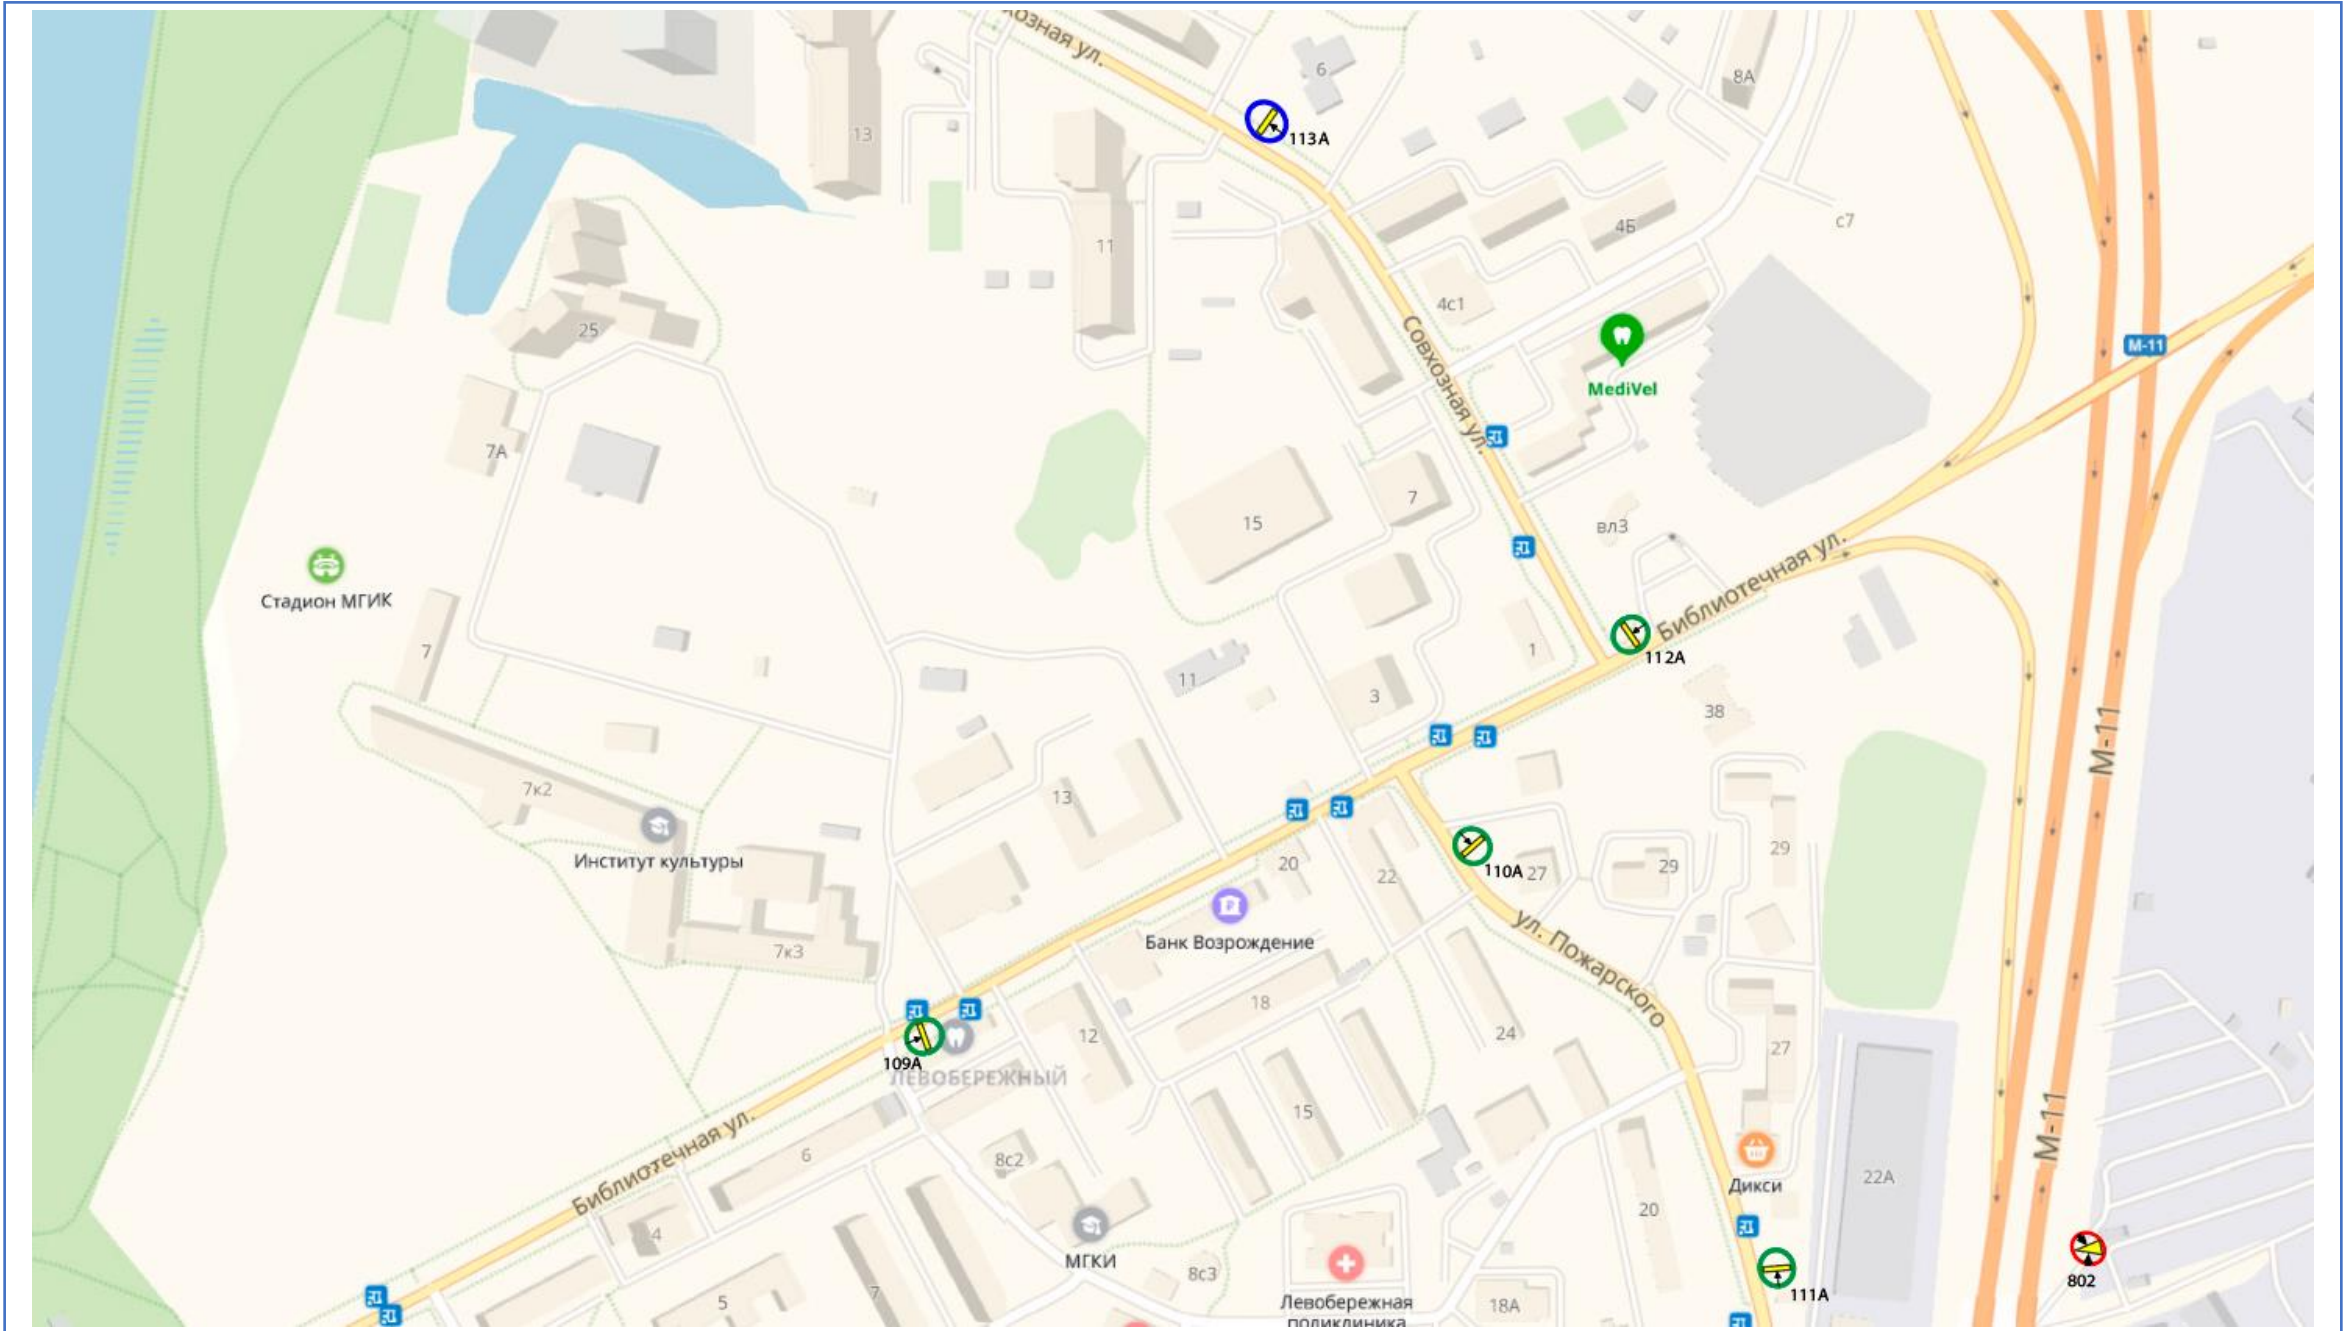 хозная ул.
6
8А
13
113А
4Б
с7
11
4с1
25
М-11
Совхозная ул.
MediVel
7А
7
15
вл3
Библиотечная ул.
Стадион МГИК
7
1
112А
11
3
38
М-11
7к2
13
29
Институт культуры
20
22
110А
27
29
ул. Пожарского
Банк Возрождение
7к3
18
24
12
27
109А
ЛЕВОБЕРЕЖНЫЙ
15
М-11
Библиотечная ул.
6
8с2
22А
Дикси
20
4
МГКИ
8с3
802
111А
5
7
Левобережная
поликлиника
18А